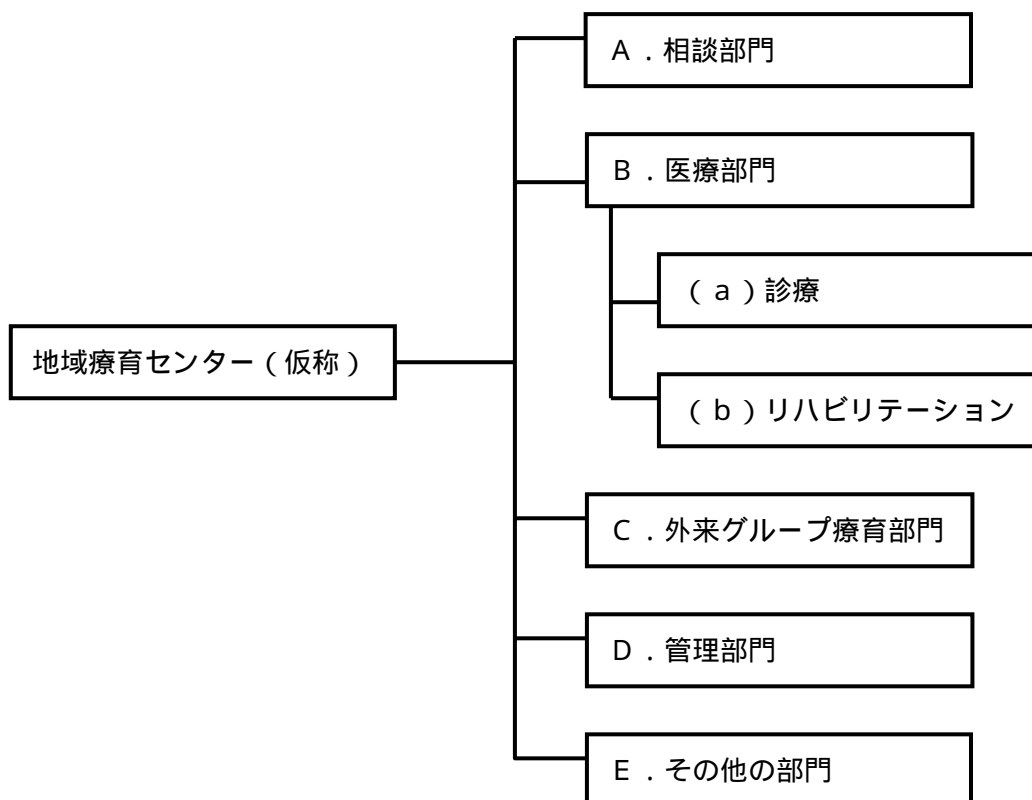 A．相談部門
B．医療部門
（a）診療
地域療育センター（仮称）
（b）リハビリテーション
C．外来グループ療育部門
D．管理部門
E．その他の部門